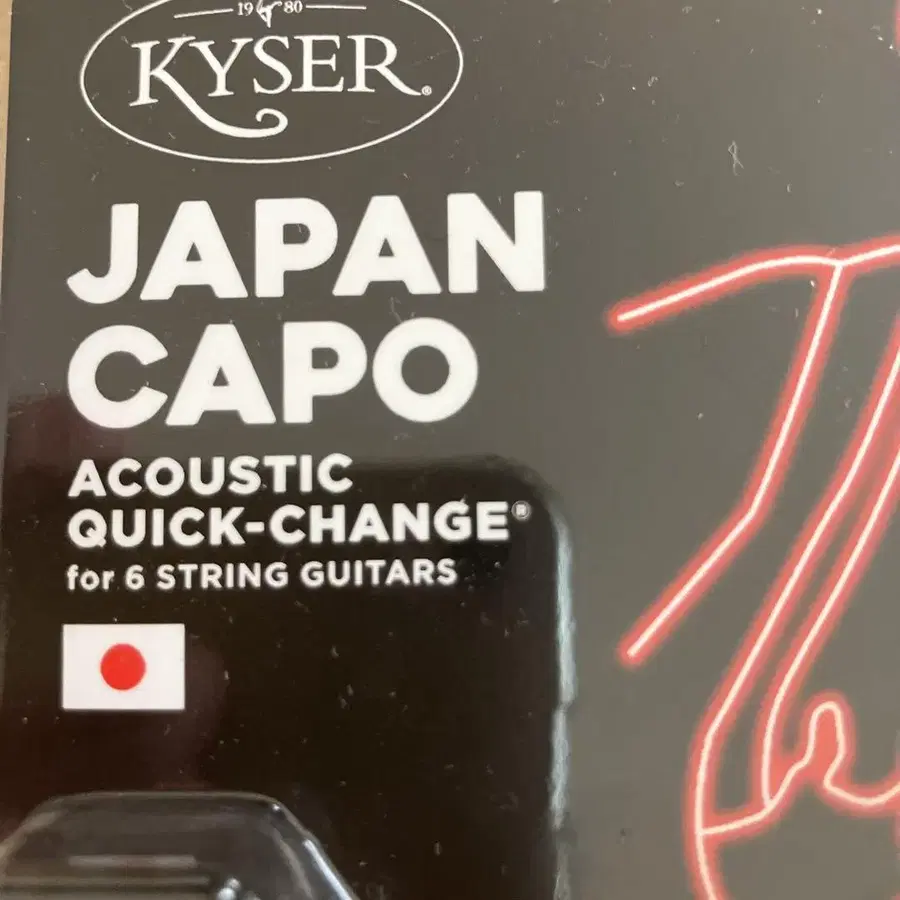 19 80
KYSER®
JAPAN
CAPO
ACOUSTIC
QUICK-CHANGE®
for 6 STRING GUITARS